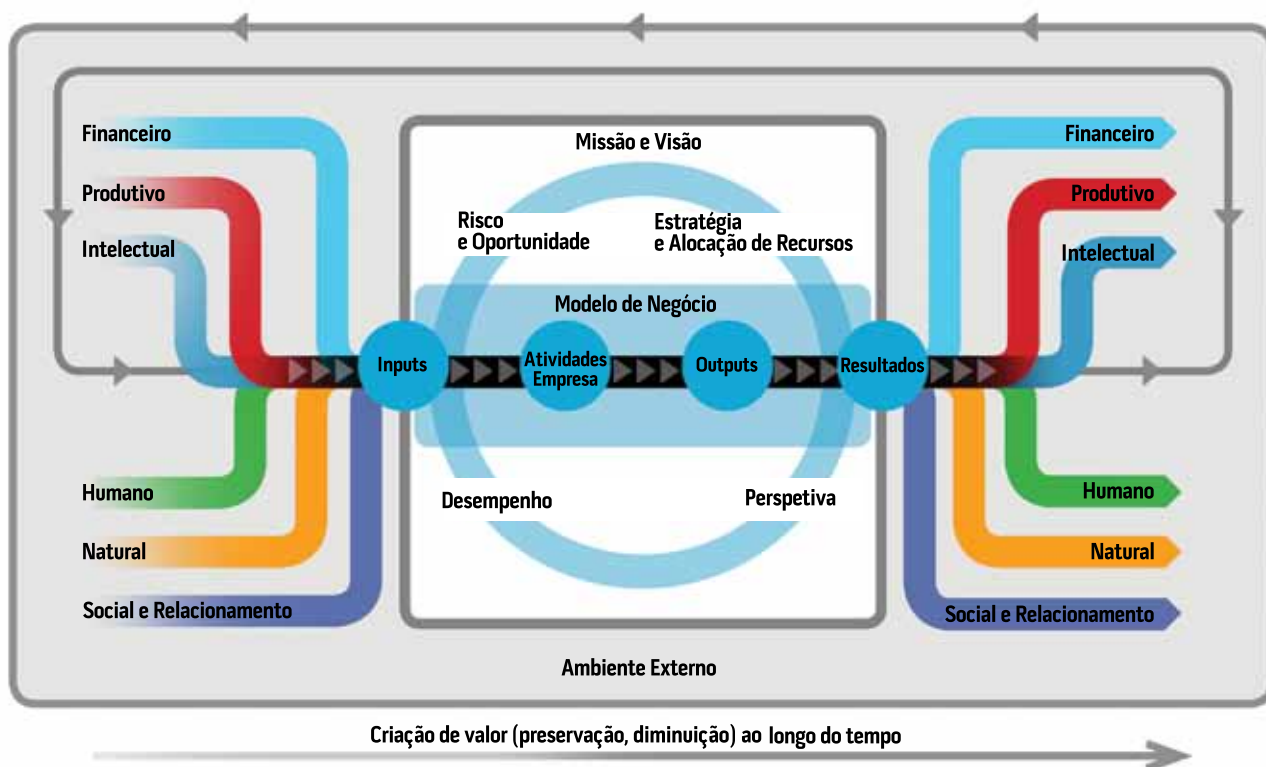 Financeiro
Produtivo
Intelectual
Humano
Natural
Social e Relacionamento
Missão e Visão
Risco
e Oportunidade
Estratégia
e Alocação de Recursos
Modelo de Negócio
Inputs
Atividades
Empresa
Outputs
Resultados
Desempenho
Perspetiva
Financeiro
Produtivo
Intelectual
Humano
Natural
Social e Relacionamento
Ambiente Externo
Criação de valor (preservação, diminuição) ao longo do tempo